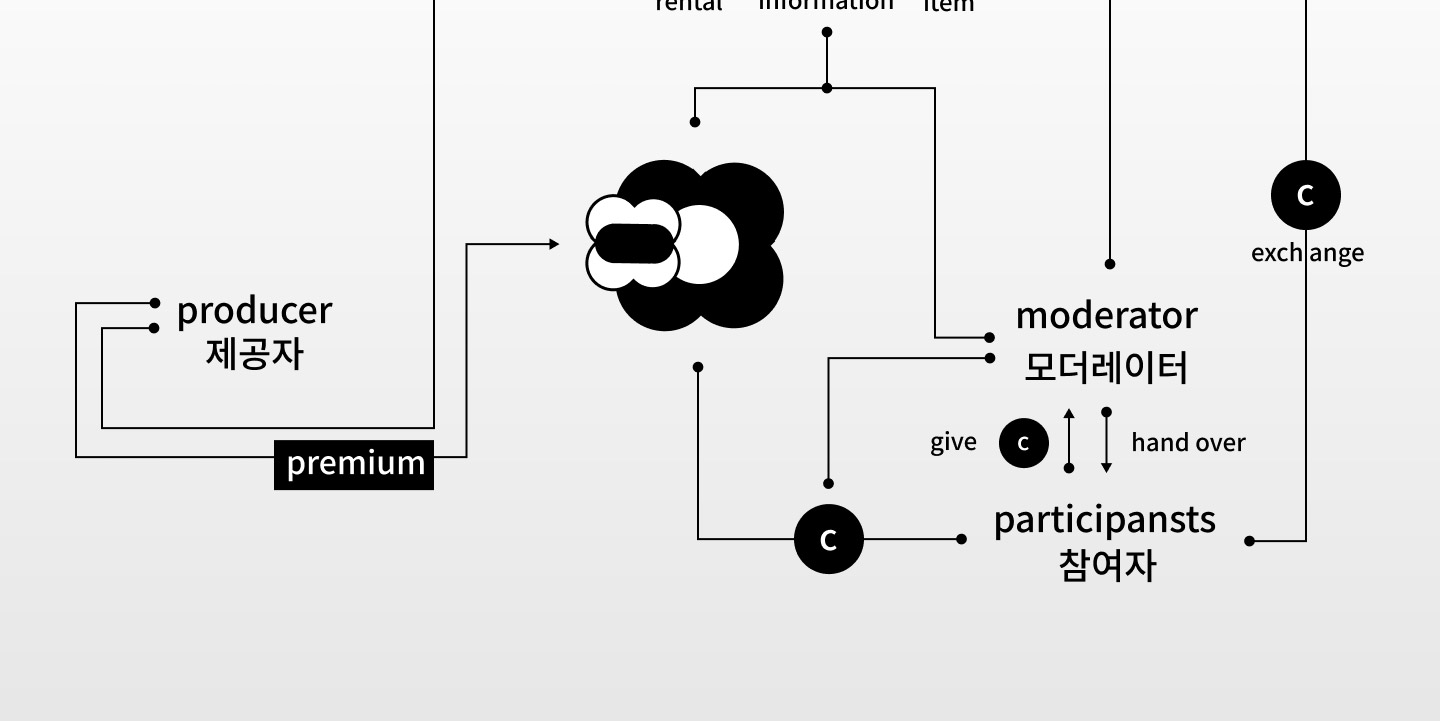 rental information item
C
exchange
producer
제공자
moderator
모더레이터
premium
give C hand over
participansts
참여자
C